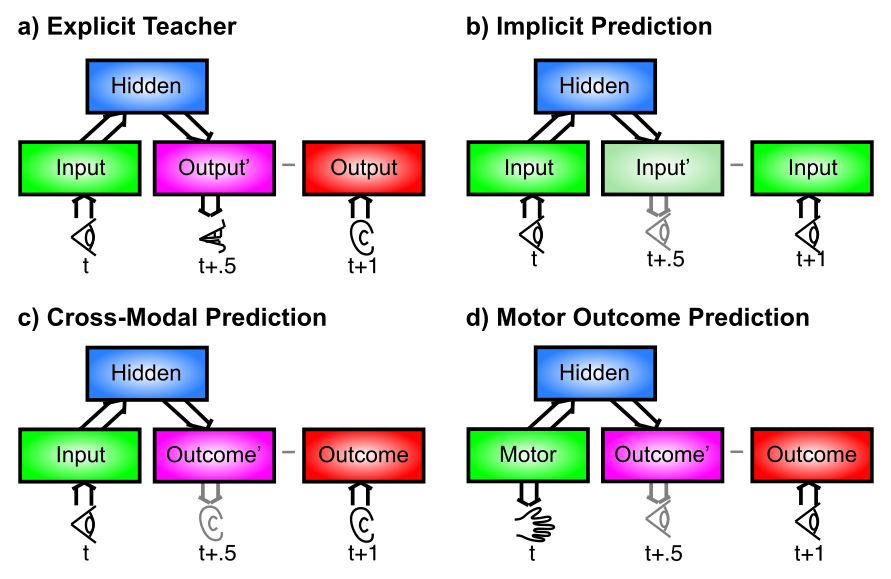 a) Explicit Teacher
Hidden
Input
Output’
–
Output
t
t+.5
t+1
b) Implicit Prediction
Hidden
Input
Input’
–
Input
t
t+.5
t+1
c) Cross-Modal Prediction
Hidden
Input
Outcome’
–
Outcome
t
t+.5
t+1
d) Motor Outcome Prediction
Hidden
Motor
Outcome’
–
Outcome
t
t+.5
t+1